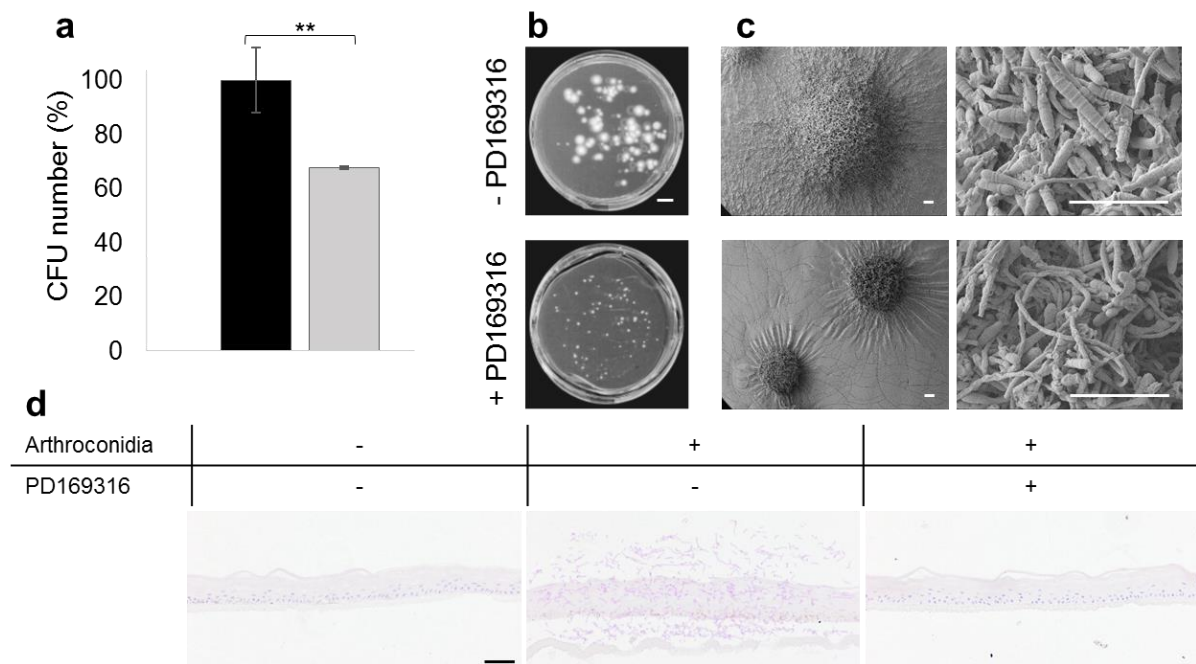 a
**
CFU number (%)
100
80
60
40
20
0
b
- PD169316
+ PD169316
c
d
Arthroconidia - + +
PD169316 - - +